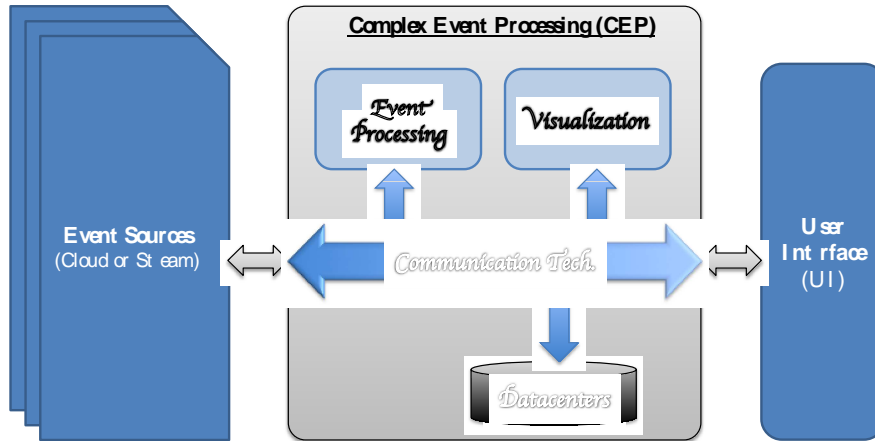 Complex Event Processing (CEP)
Event
Processing
Visualization
Event Sources
(Cloud or St eam)
Communication Tech.
User
Int rface
(UI)
Datacenters